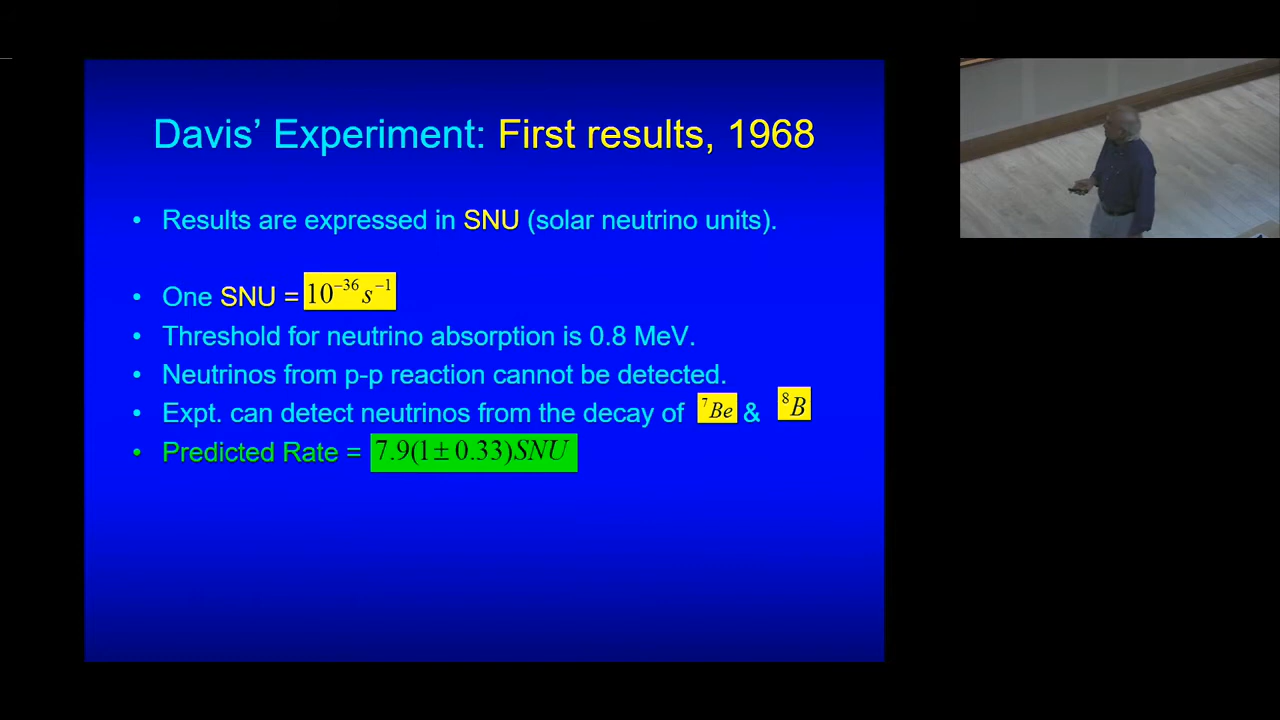 Davis’ Experiment: First results, 1968
• Results are expressed in SNU (solar neutrino units).
• One SNU = 10⁻³⁶ s⁻¹
• Threshold for neutrino absorption is 0.8 MeV.
• Neutrinos from p-p reaction cannot be detected.
• Expt. can detect neutrinos from the decay of ⁷Be & ⁸B
• Predicted Rate = 7.9(1±0.33)SNU